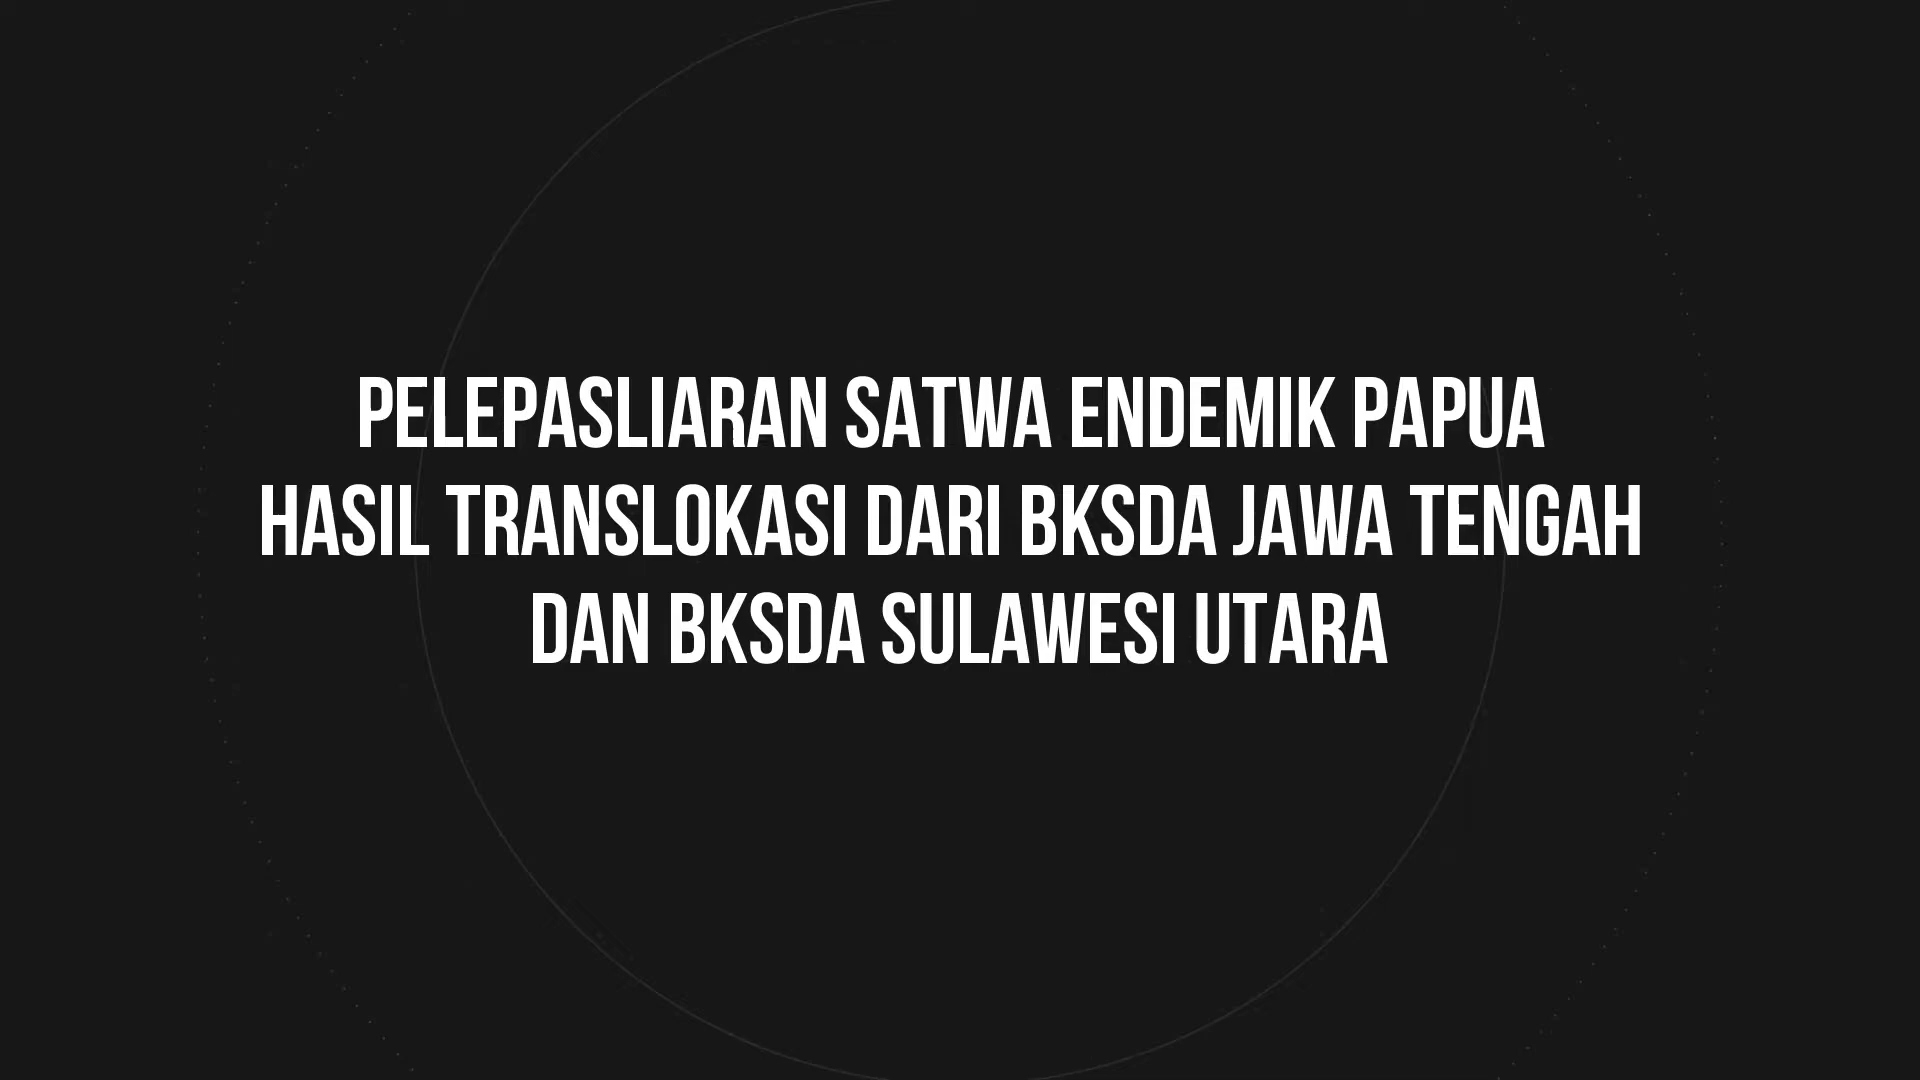 PELEPASLIARAN SATWA ENDEMIK PAPUA
HASIL TRANSLOKASI DARI BKSDA JAWA TENGAH
DAN BKSDA SULAWESI UTARA